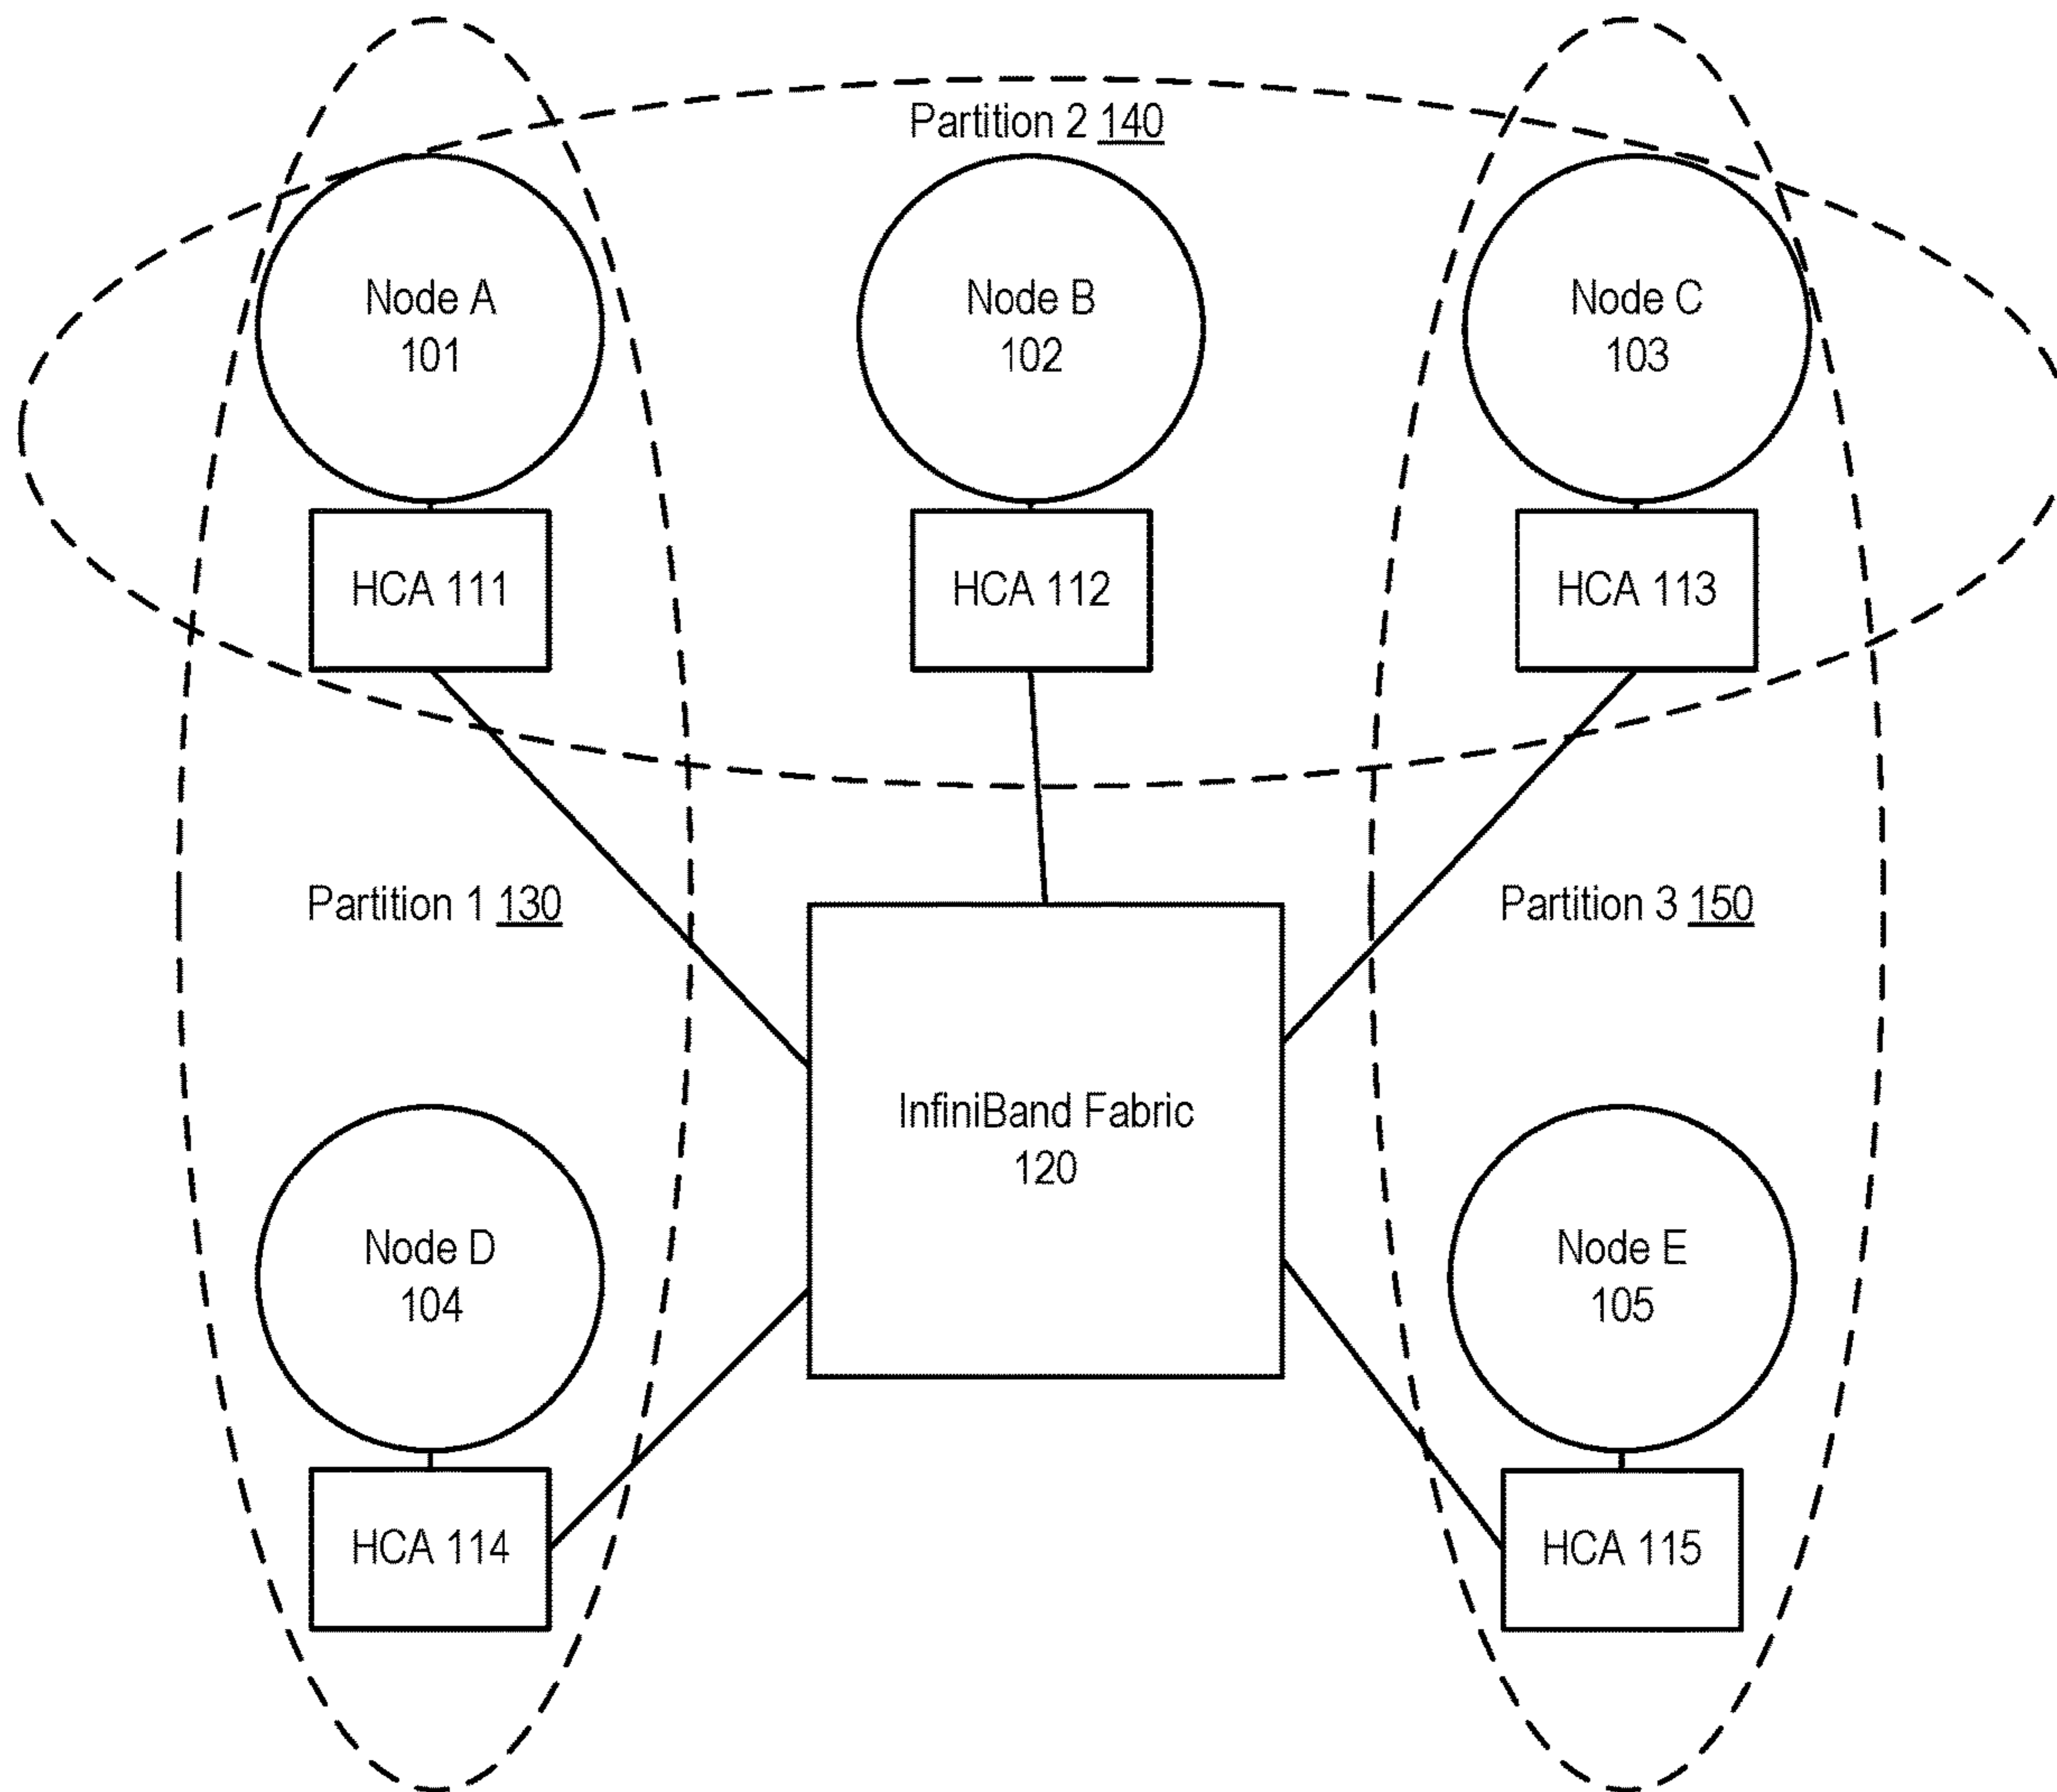 Partition 2 140
Node A
101
Node B
102
Node C
103
HCA 111
HCA 112
HCA 113
Partition 1 130
Partition 3 150
InfiniBand Fabric
120
Node D
104
Node E
105
HCA 114
HCA 115